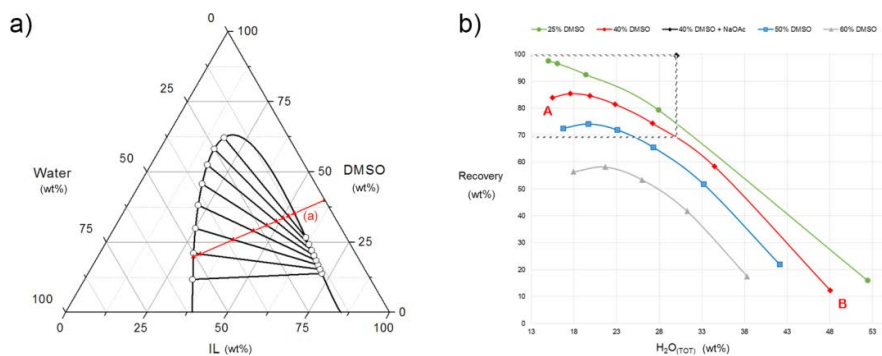 a)
0
100
25
75
Water
(wt%)
50
50
DMSO
(wt%)
(a)
75
25
100
0
0
25
50
75
100
IL (wt%)
b)
25% DMSO
40% DMSO
40% DMSO + NaOAc
50% DMSO
60% DMSO
100
90
80
70
60
50
40
30
20
10
0
Recovery
(wt%)
A
B
13
18
23
28
33
38
43
48
53
H₂O(TOT) (wt%)